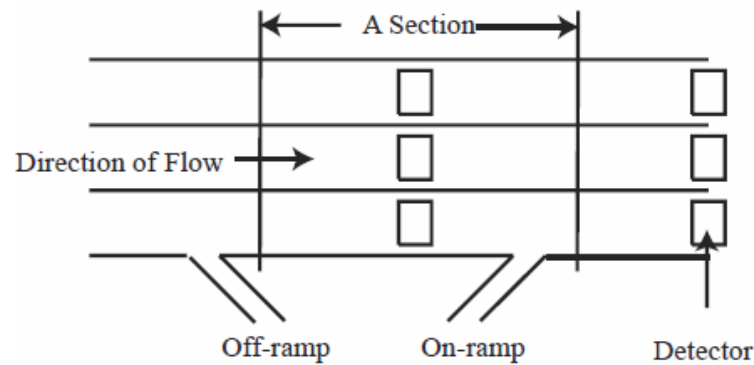 A Section
Direction of Flow
Off-ramp
On-ramp
Detector